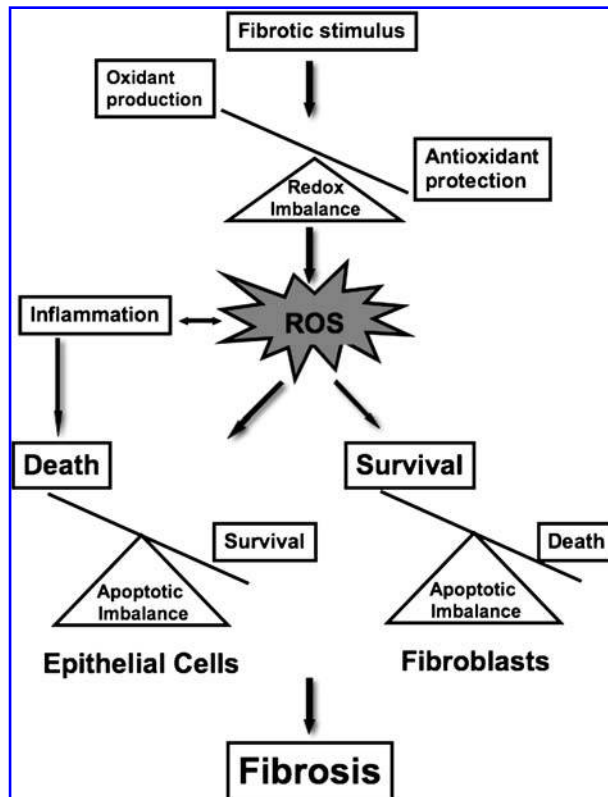 Fibrotic stimulus
Oxidant
production
Antioxidant
protection
Redox
Imbalance
Inflammation
ROS
Death
Survival
Survival
Death
Apoptotic
Imbalance
Apoptotic
Imbalance
Epithelial Cells
Fibroblasts
Fibrosis